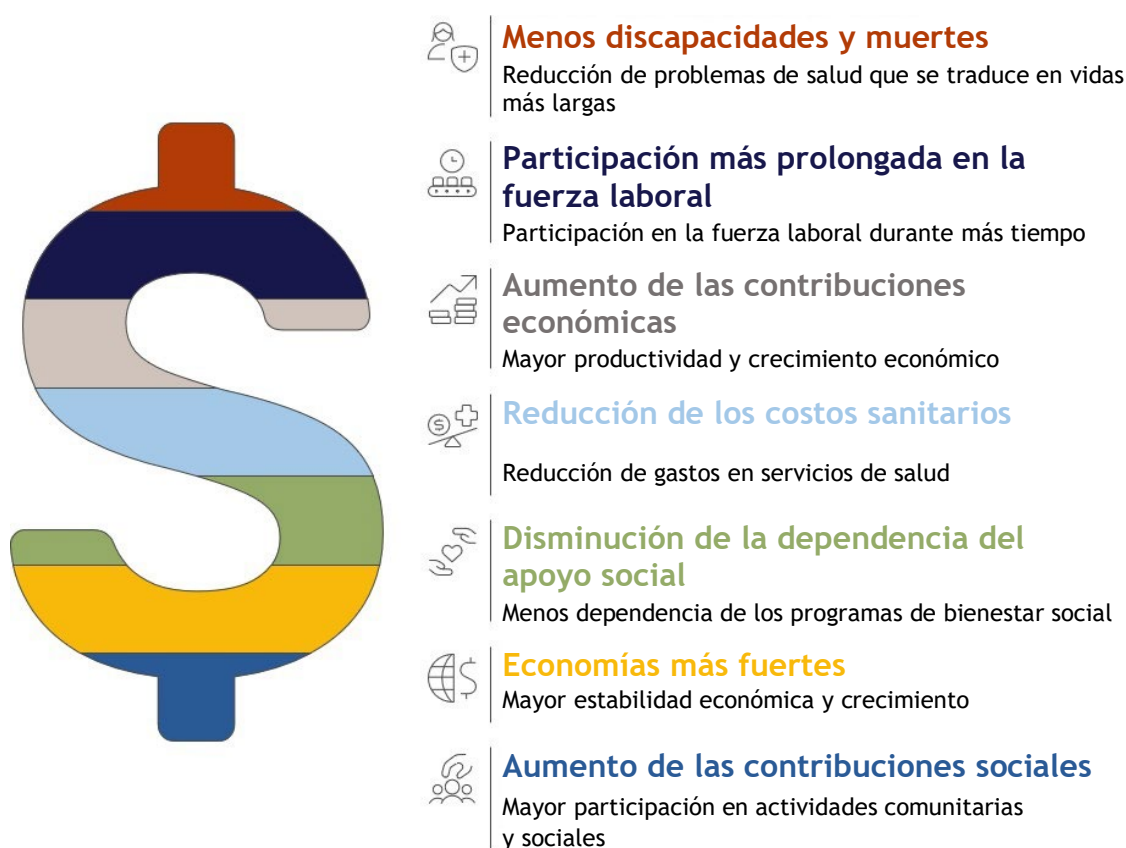 Menos discapacidades y muertes
Reducción de problemas de salud que se traduce en vidas
más largas
Participación más prolongada en la
fuerza laboral
Participación en la fuerza laboral durante más tiempo
Aumento de las contribuciones
económicas
Mayor productividad y crecimiento económico
Reducción de los costos sanitarios
Reducción de gastos en servicios de salud
Disminución de la dependencia del
apoyo social
Menos dependencia de los programas de bienestar social
Economías más fuertes
Mayor estabilidad económica y crecimiento
Aumento de las contribuciones sociales
Mayor participación en actividades comunitarias
y sociales